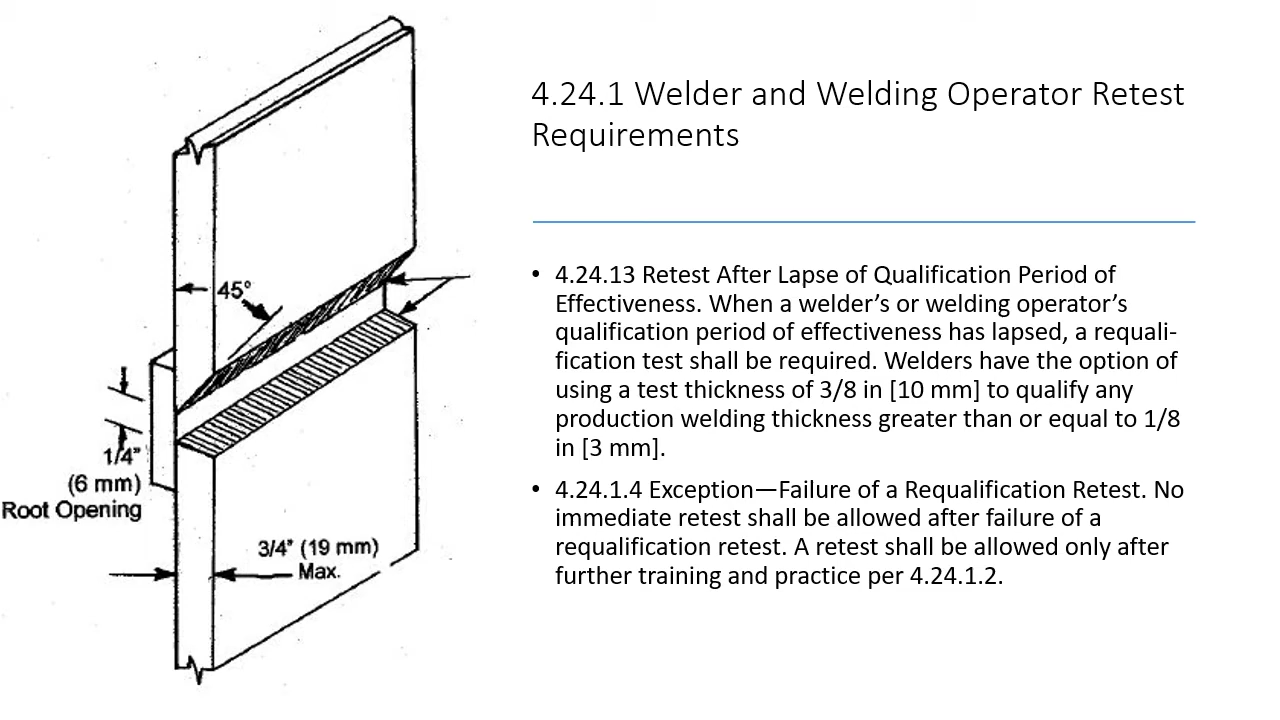 4.24.1 Welder and Welding Operator Retest
Requirements
45°
1/4"
(6 mm)
Root Opening
3/4" (19 mm)
Max.
• 4.24.13 Retest After Lapse of Qualification Period of
Effectiveness. When a welder’s or welding operator’s
qualification period of effectiveness has lapsed, a requali-
fication test shall be required. Welders have the option of
using a test thickness of 3/8 in [10 mm] to qualify any
production welding thickness greater than or equal to 1/8
in [3 mm].
• 4.24.1.4 Exception—Failure of a Requalification Retest. No
immediate retest shall be allowed after failure of a
requalification retest. A retest shall be allowed only after
further training and practice per 4.24.1.2.